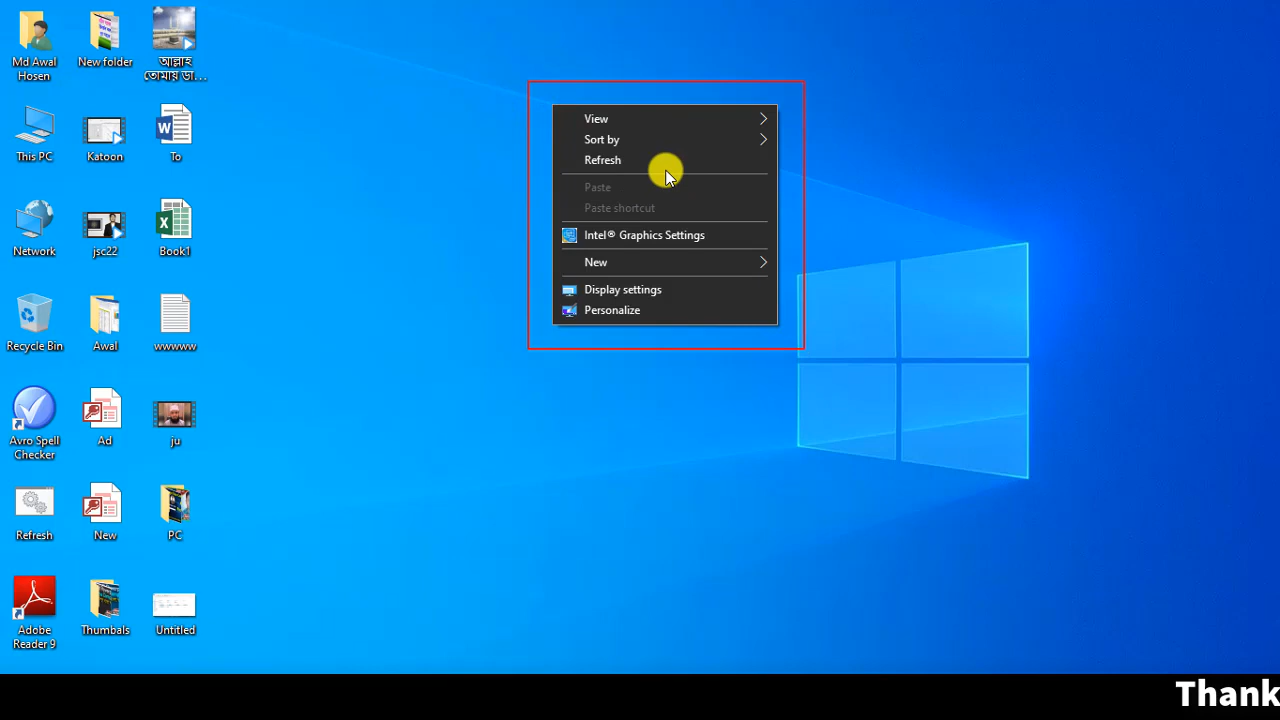 Md Awal
Hosen
New folder
আল্লাহ
তোমায় ডা...
This PC
Katoon
To
Network
jsc22
Book1
Recycle Bin
Awal
wwwww
Avro Spell
Checker
Ad
ju
Refresh
New
PC
Adobe
Reader 9
Thumbals
Untitled
View
Sort by
Refresh
Paste
Paste shortcut
Intel® Graphics Settings
New
Display settings
Personalize
Thank